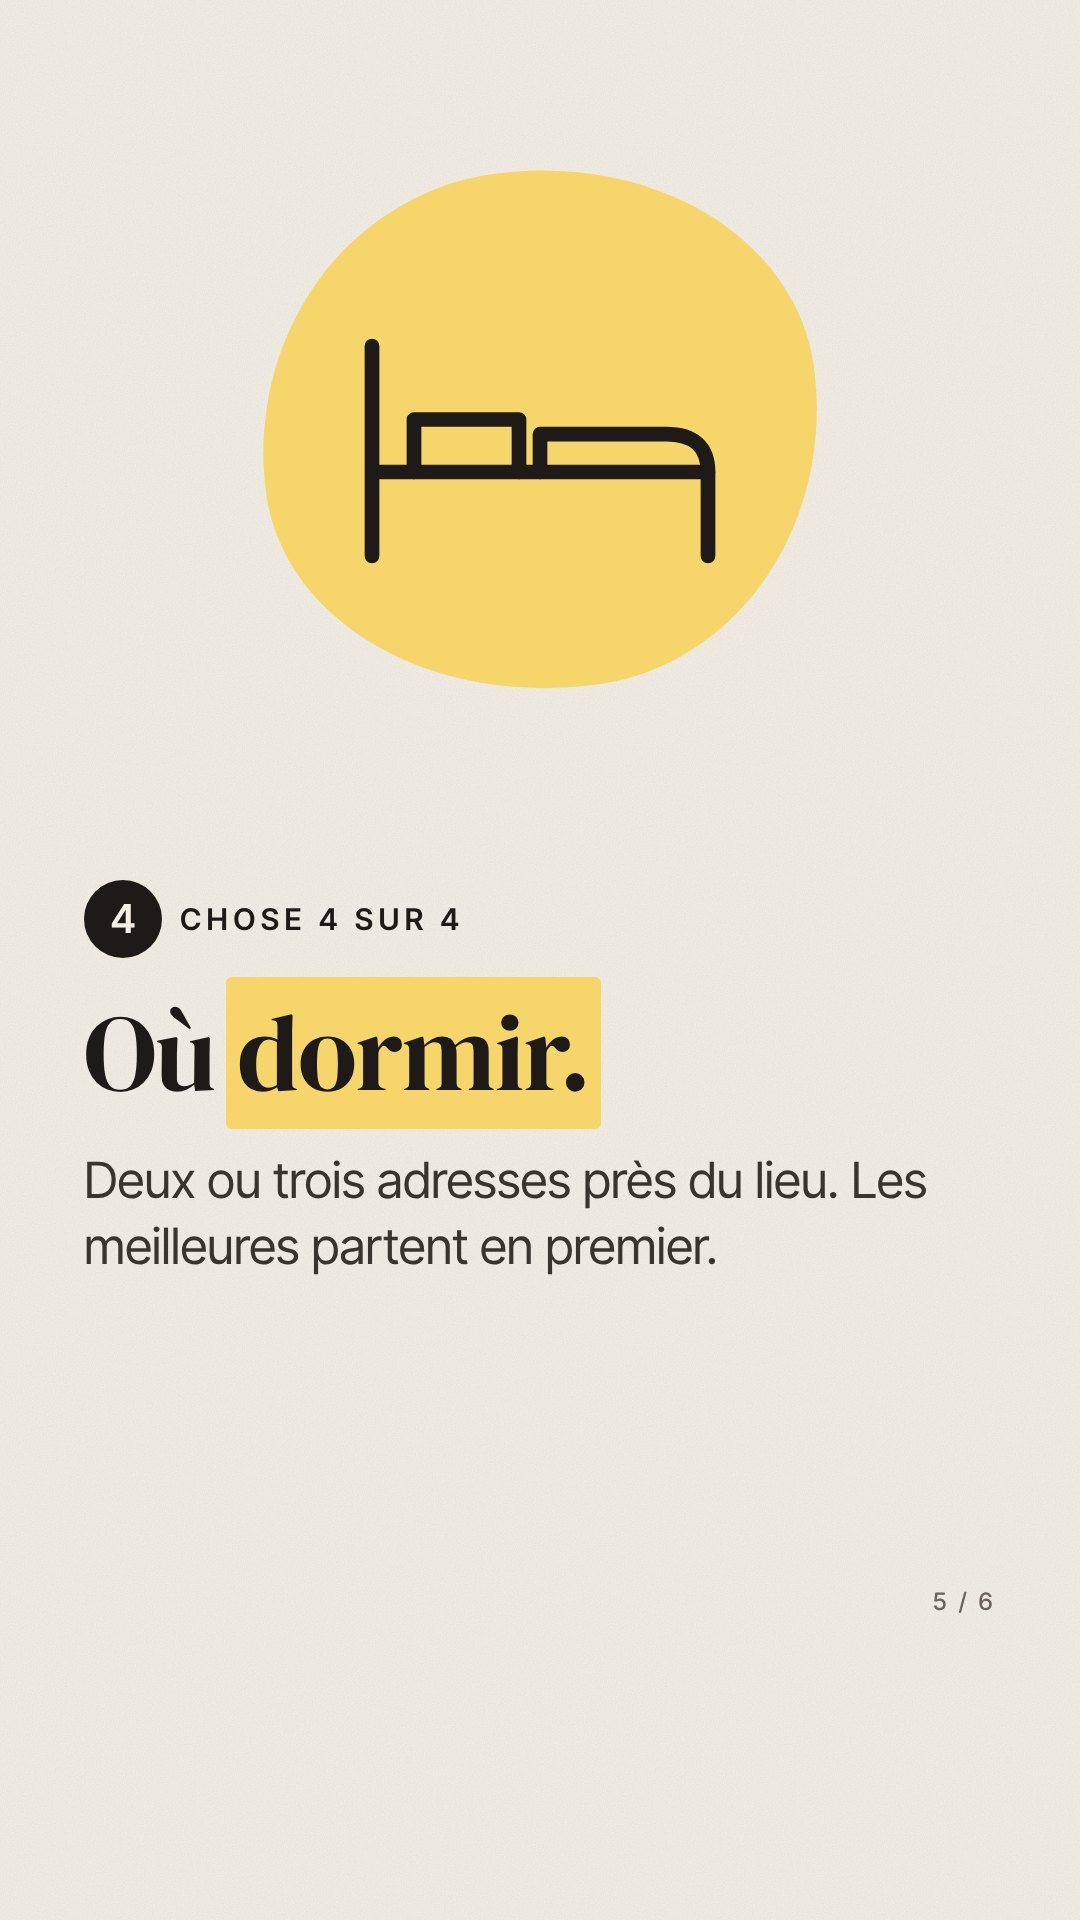 4 CHOSE 4 SUR 4
Où dormir.
Deux ou trois adresses près du lieu. Les
meilleures partent en premier.
5 / 6